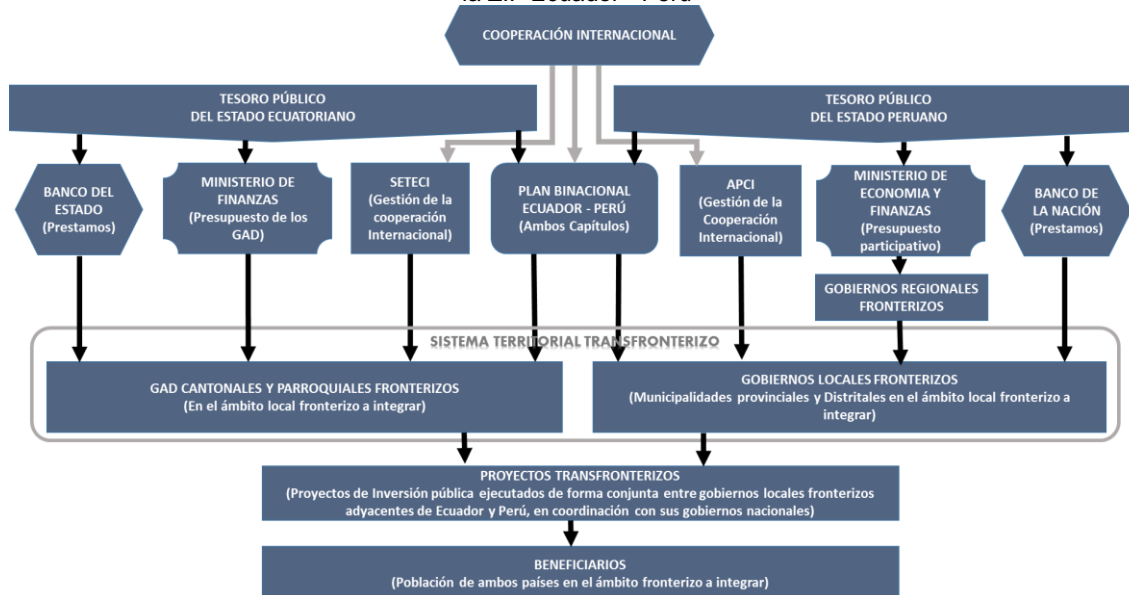 la ZIF Ecuador - Perú
COOPERACIÓN INTERNACIONAL
TESORO PÚBLICO
DEL ESTADO ECUATORIANO
TESORO PÚBLICO
DEL ESTADO PERUANO
BANCO DEL
ESTADO
(Prestamos)
MINISTERIO DE
FINANZAS
(Presupuesto de los
GAD)
SETECI
(Gestión de la
cooperación
Internacional)
PLAN BINACIONAL
ECUADOR - PERÚ
(Ambos Capítulos)
APCI
(Gestión de la
Cooperación
Internacional)
MINISTERIO DE
ECONOMIA Y
FINANZAS
(Presupuesto
participativo)
BANCO DE
LA NACIÓN
(Prestamos)
GOBIERNOS REGIONALES
FRONTERIZOS
SISTEMA TERRITORIAL TRANSFRONTERIZO
GAD CANTONALES Y PARROQUIALES FRONTERIZOS
(En el ámbito local fronterizo a integrar)
GOBIERNOS LOCALES FRONTERIZOS
(Municipalidades provinciales y Distritales en el ámbito local fronterizo a
integrar)
PROYECTOS TRANSFRONTERIZOS
(Proyectos de Inversión pública ejecutados de forma conjunta entre gobiernos locales fronterizos
adyacentes de Ecuador y Perú, en coordinación con sus gobiernos nacionales)
BENEFICIARIOS
(Población de ambos países en el ámbito fronterizo a integrar)